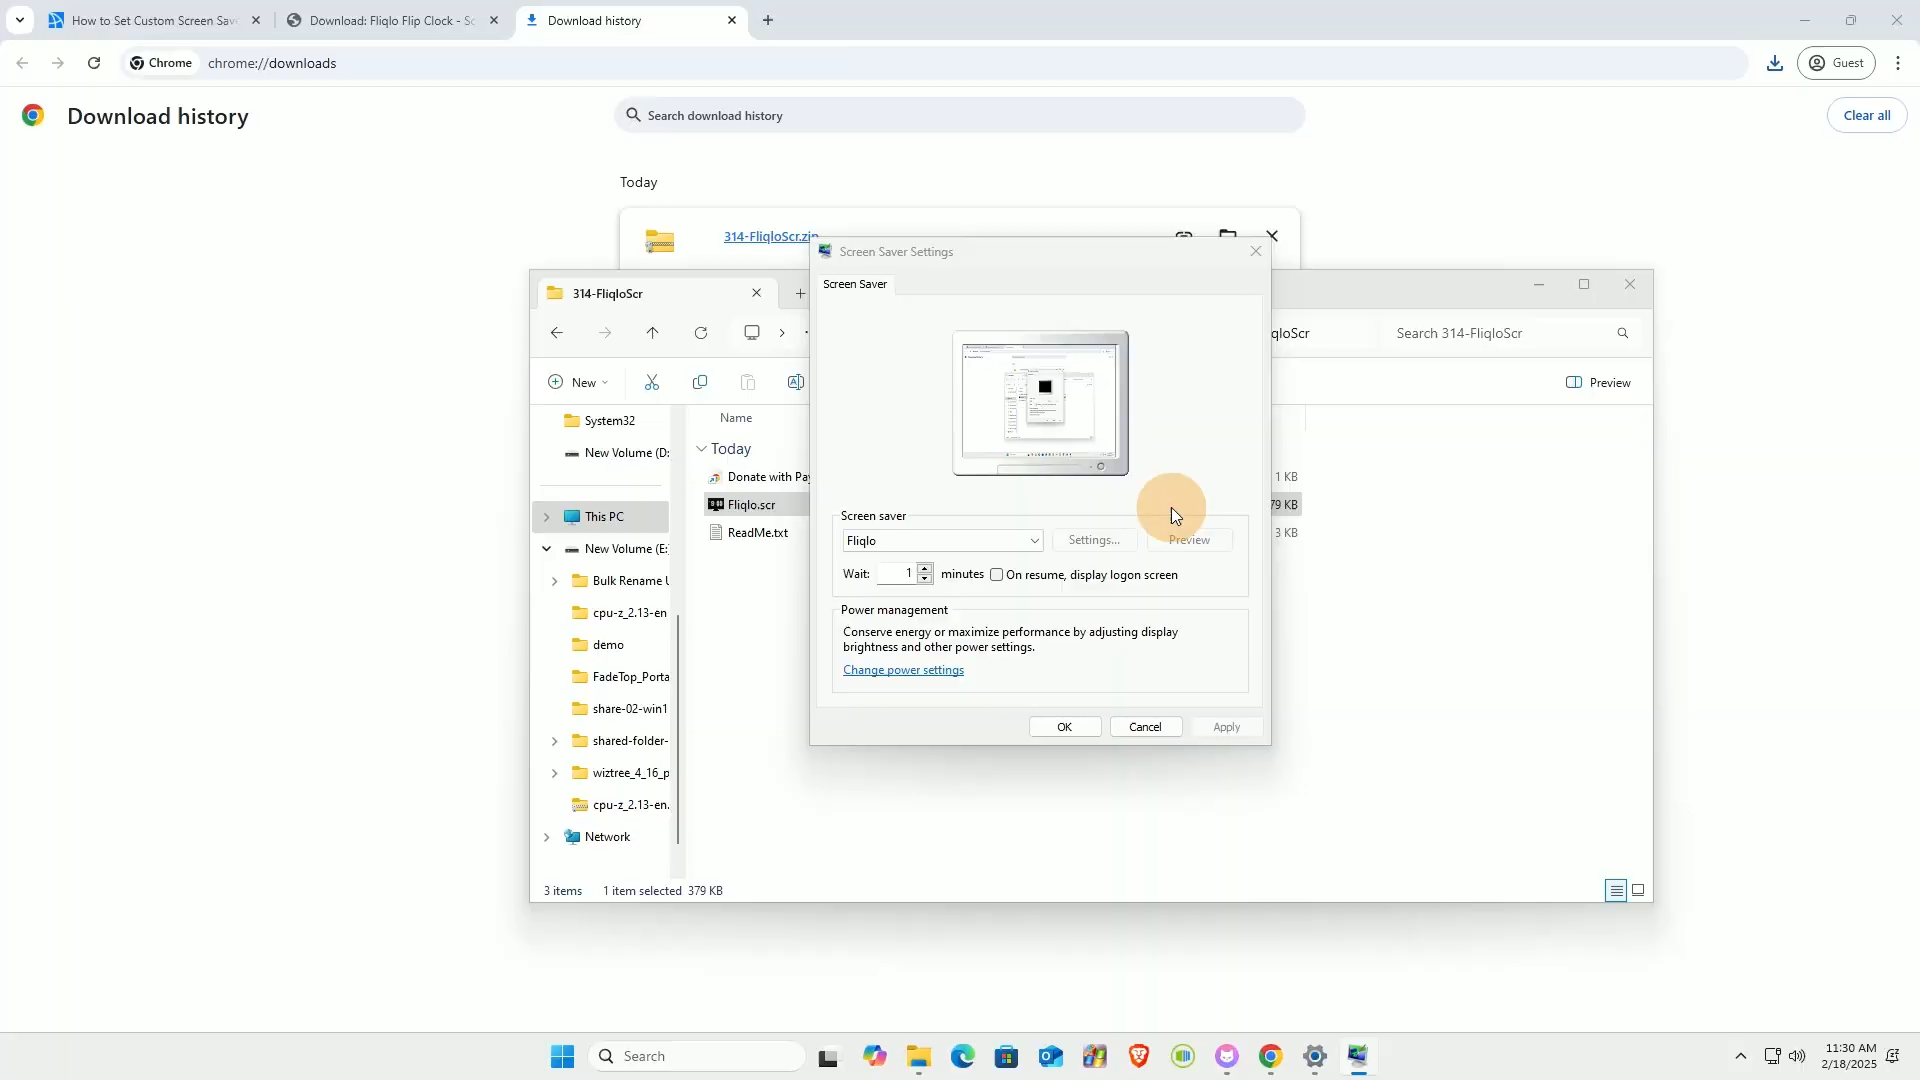 How to Set Custom Screen Sav
Download: Fliqlo Flip Clock - Sc
Download history
Chrome
chrome://downloads
Guest
Download history
Search download history
Clear all
Today
314-FliqloScr.zip
Screen Saver Settings
Screen Saver
314-FliqloScr
qloScr
Search 314-FliqloScr
New
Preview
System32
New Volume (D:
This PC
New Volume (E:
Bulk Rename U
cpu-z_2.13-en
demo
FadeTop_Porta
share-02-win1
shared-folder-
wiztree_4_16_p
cpu-z_2.13-en.
Network
Name
Today
Donate with Pay
1 KB
Fliqlo.scr
79 KB
ReadMe.txt
3 KB
Screen saver
Fliqlo
Settings...
Preview
Wait:
1
minutes
On resume, display logon screen
Power management
Conserve energy or maximize performance by adjusting display
brightness and other power settings.
Change power settings
OK
Cancel
Apply
3 items
1 item selected 379 KB
Search
11:30 AM
2/18/2025